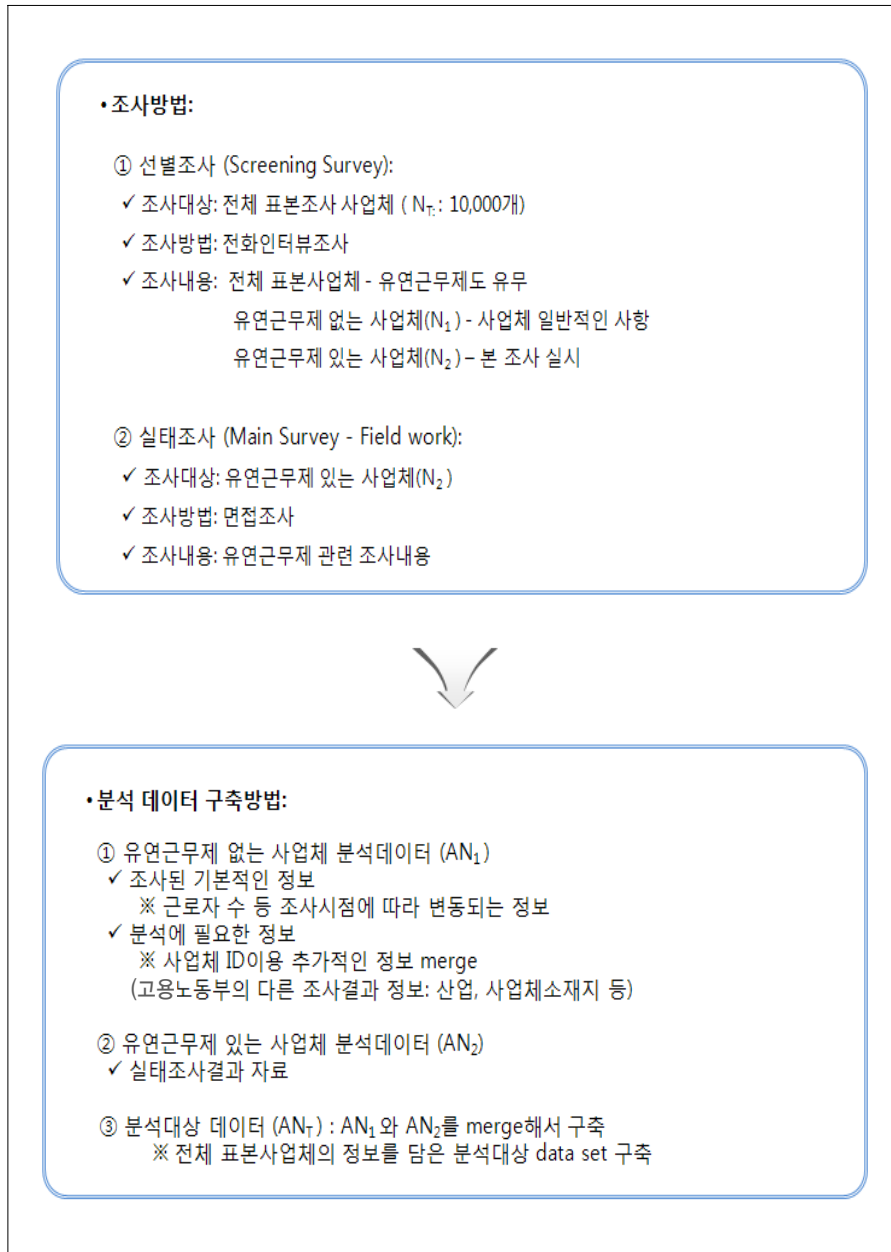 • 조사방법:
① 선별조사 (Screening Survey):
✓ 조사대상: 전체 표본조사 사업체 ( N_T: : 10,000개)
✓ 조사방법: 전화인터뷰조사
✓ 조사내용: 전체 표본사업체 - 유연근무제도 유무
유연근무제 없는 사업체(N₁) - 사업체 일반적인 사항
유연근무제 있는 사업체(N₂) – 본 조사 실시
② 실태조사 (Main Survey - Field work):
✓ 조사대상: 유연근무제 있는 사업체(N₂)
✓ 조사방법: 면접조사
✓ 조사내용: 유연근무제 관련 조사내용
• 분석 데이터 구축방법:
① 유연근무제 없는 사업체 분석데이터 (AN₁)
✓ 조사된 기본적인 정보
※ 근로자 수 등 조사시점에 따라 변동되는 정보
✓ 분석에 필요한 정보
※ 사업체 ID이용 추가적인 정보 merge
(고용노동부의 다른 조사결과 정보: 산업, 사업체소재지 등)
② 유연근무제 있는 사업체 분석데이터 (AN₂)
✓ 실태조사결과 자료
③ 분석대상 데이터 (AN_T) : AN₁와 AN₂를 merge해서 구축
※ 전체 표본사업체의 정보를 담은 분석대상 data set 구축